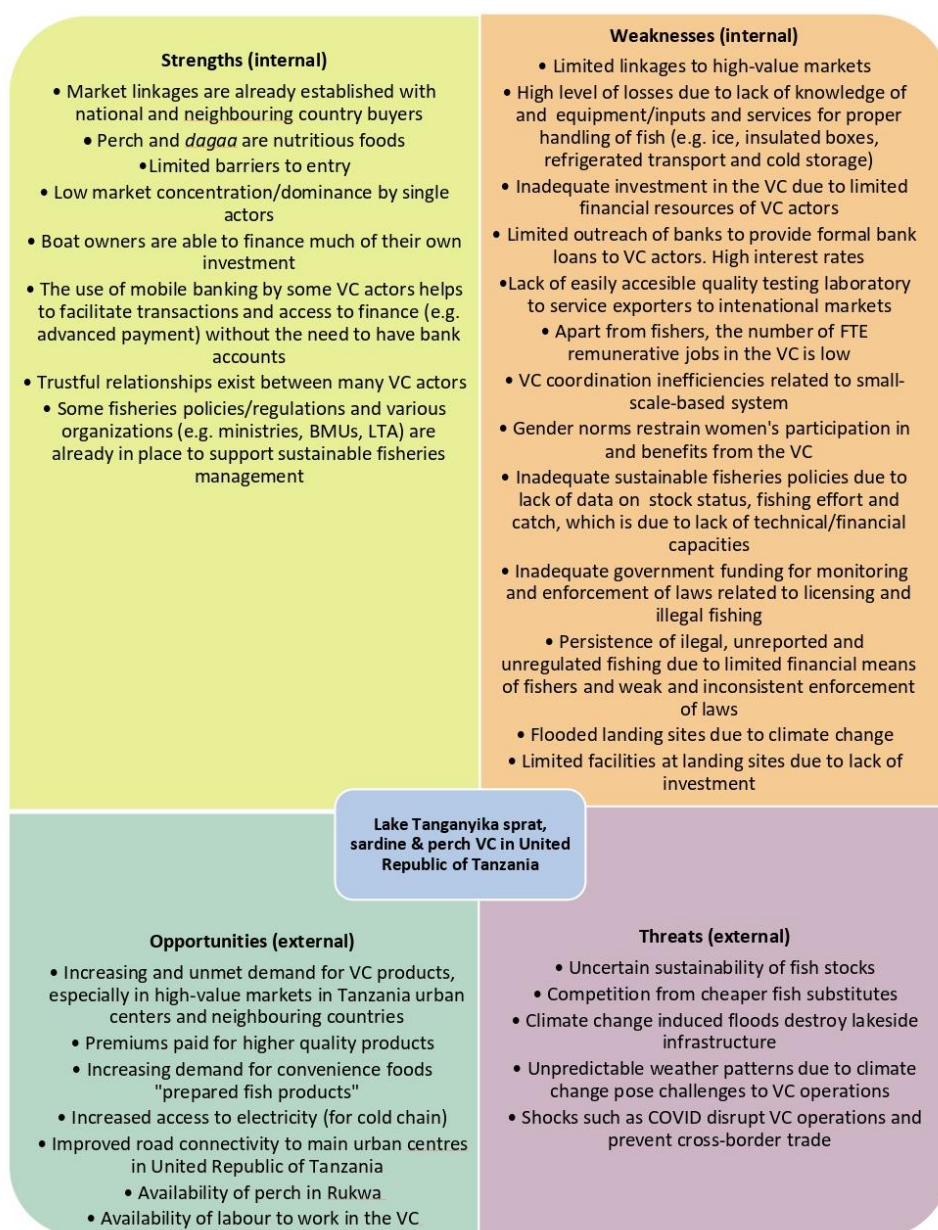 Strengths (internal)
• Market linkages are already established with
national and neighbouring country buyers
• Perch and dagaa are nutritious foods
•Limited barriers to entry
• Low market concentration/dominance by single
actors
• Boat owners are able to finance much of their own
investment
• The use of mobile banking by some VC actors helps
to facilitate transactions and access to finance (e.g.
advanced payment) without the need to have bank
accounts
• Trustful relationships exist between many VC actors
• Some fisheries policies/regulations and various
organizations (e.g. ministries, BMUs, LTA) are
already in place to support sustainable fisheries
management
Weaknesses (internal)
• Limited linkages to high-value markets
• High level of losses due to lack of knowledge of
and equipment/inputs and services for proper
handling of fish (e.g. ice, insulated boxes,
refrigerated transport and cold storage)
• Inadequate investment in the VC due to limited
financial resources of VC actors
• Limited outreach of banks to provide formal bank
loans to VC actors. High interest rates
•Lack of easily accesible quality testing laboratory
to service exporters to intenational markets
• Apart from fishers, the number of FTE
remunerative jobs in the VC is low
• VC coordination inefficiencies related to small-
scale-based system
• Gender norms restrain women's participation in
and benefits from the VC
• Inadequate sustainable fisheries policies due to
lack of data on stock status, fishing effort and
catch, which is due to lack of technical/financial
capacities
• Inadequate government funding for monitoring
and enforcement of laws related to licensing and
illegal fishing
• Persistence of ilegal, unreported and
unregulated fishing due to limited financial means
of fishers and weak and inconsistent enforcement
of laws
• Flooded landing sites due to climate change
• Limited facilities at landing sites due to lack of
investment
Lake Tanganyika sprat,
sardine & perch VC in United
Republic of Tanzania
Opportunities (external)
• Increasing and unmet demand for VC products,
especially in high-value markets in Tanzania urban
centers and neighbouring countries
• Premiums paid for higher quality products
• Increasing demand for convenience foods
"prepared fish products"
• Increased access to electricity (for cold chain)
• Improved road connectivity to main urban centres
in United Republic of Tanzania
• Availability of perch in Rukwa
• Availability of labour to work in the VC
Threats (external)
• Uncertain sustainability of fish stocks
• Competition from cheaper fish substitutes
• Climate change induced floods destroy lakeside
infrastructure
• Unpredictable weather patterns due to climate
change pose challenges to VC operations
• Shocks such as COVID disrupt VC operations and
prevent cross-border trade